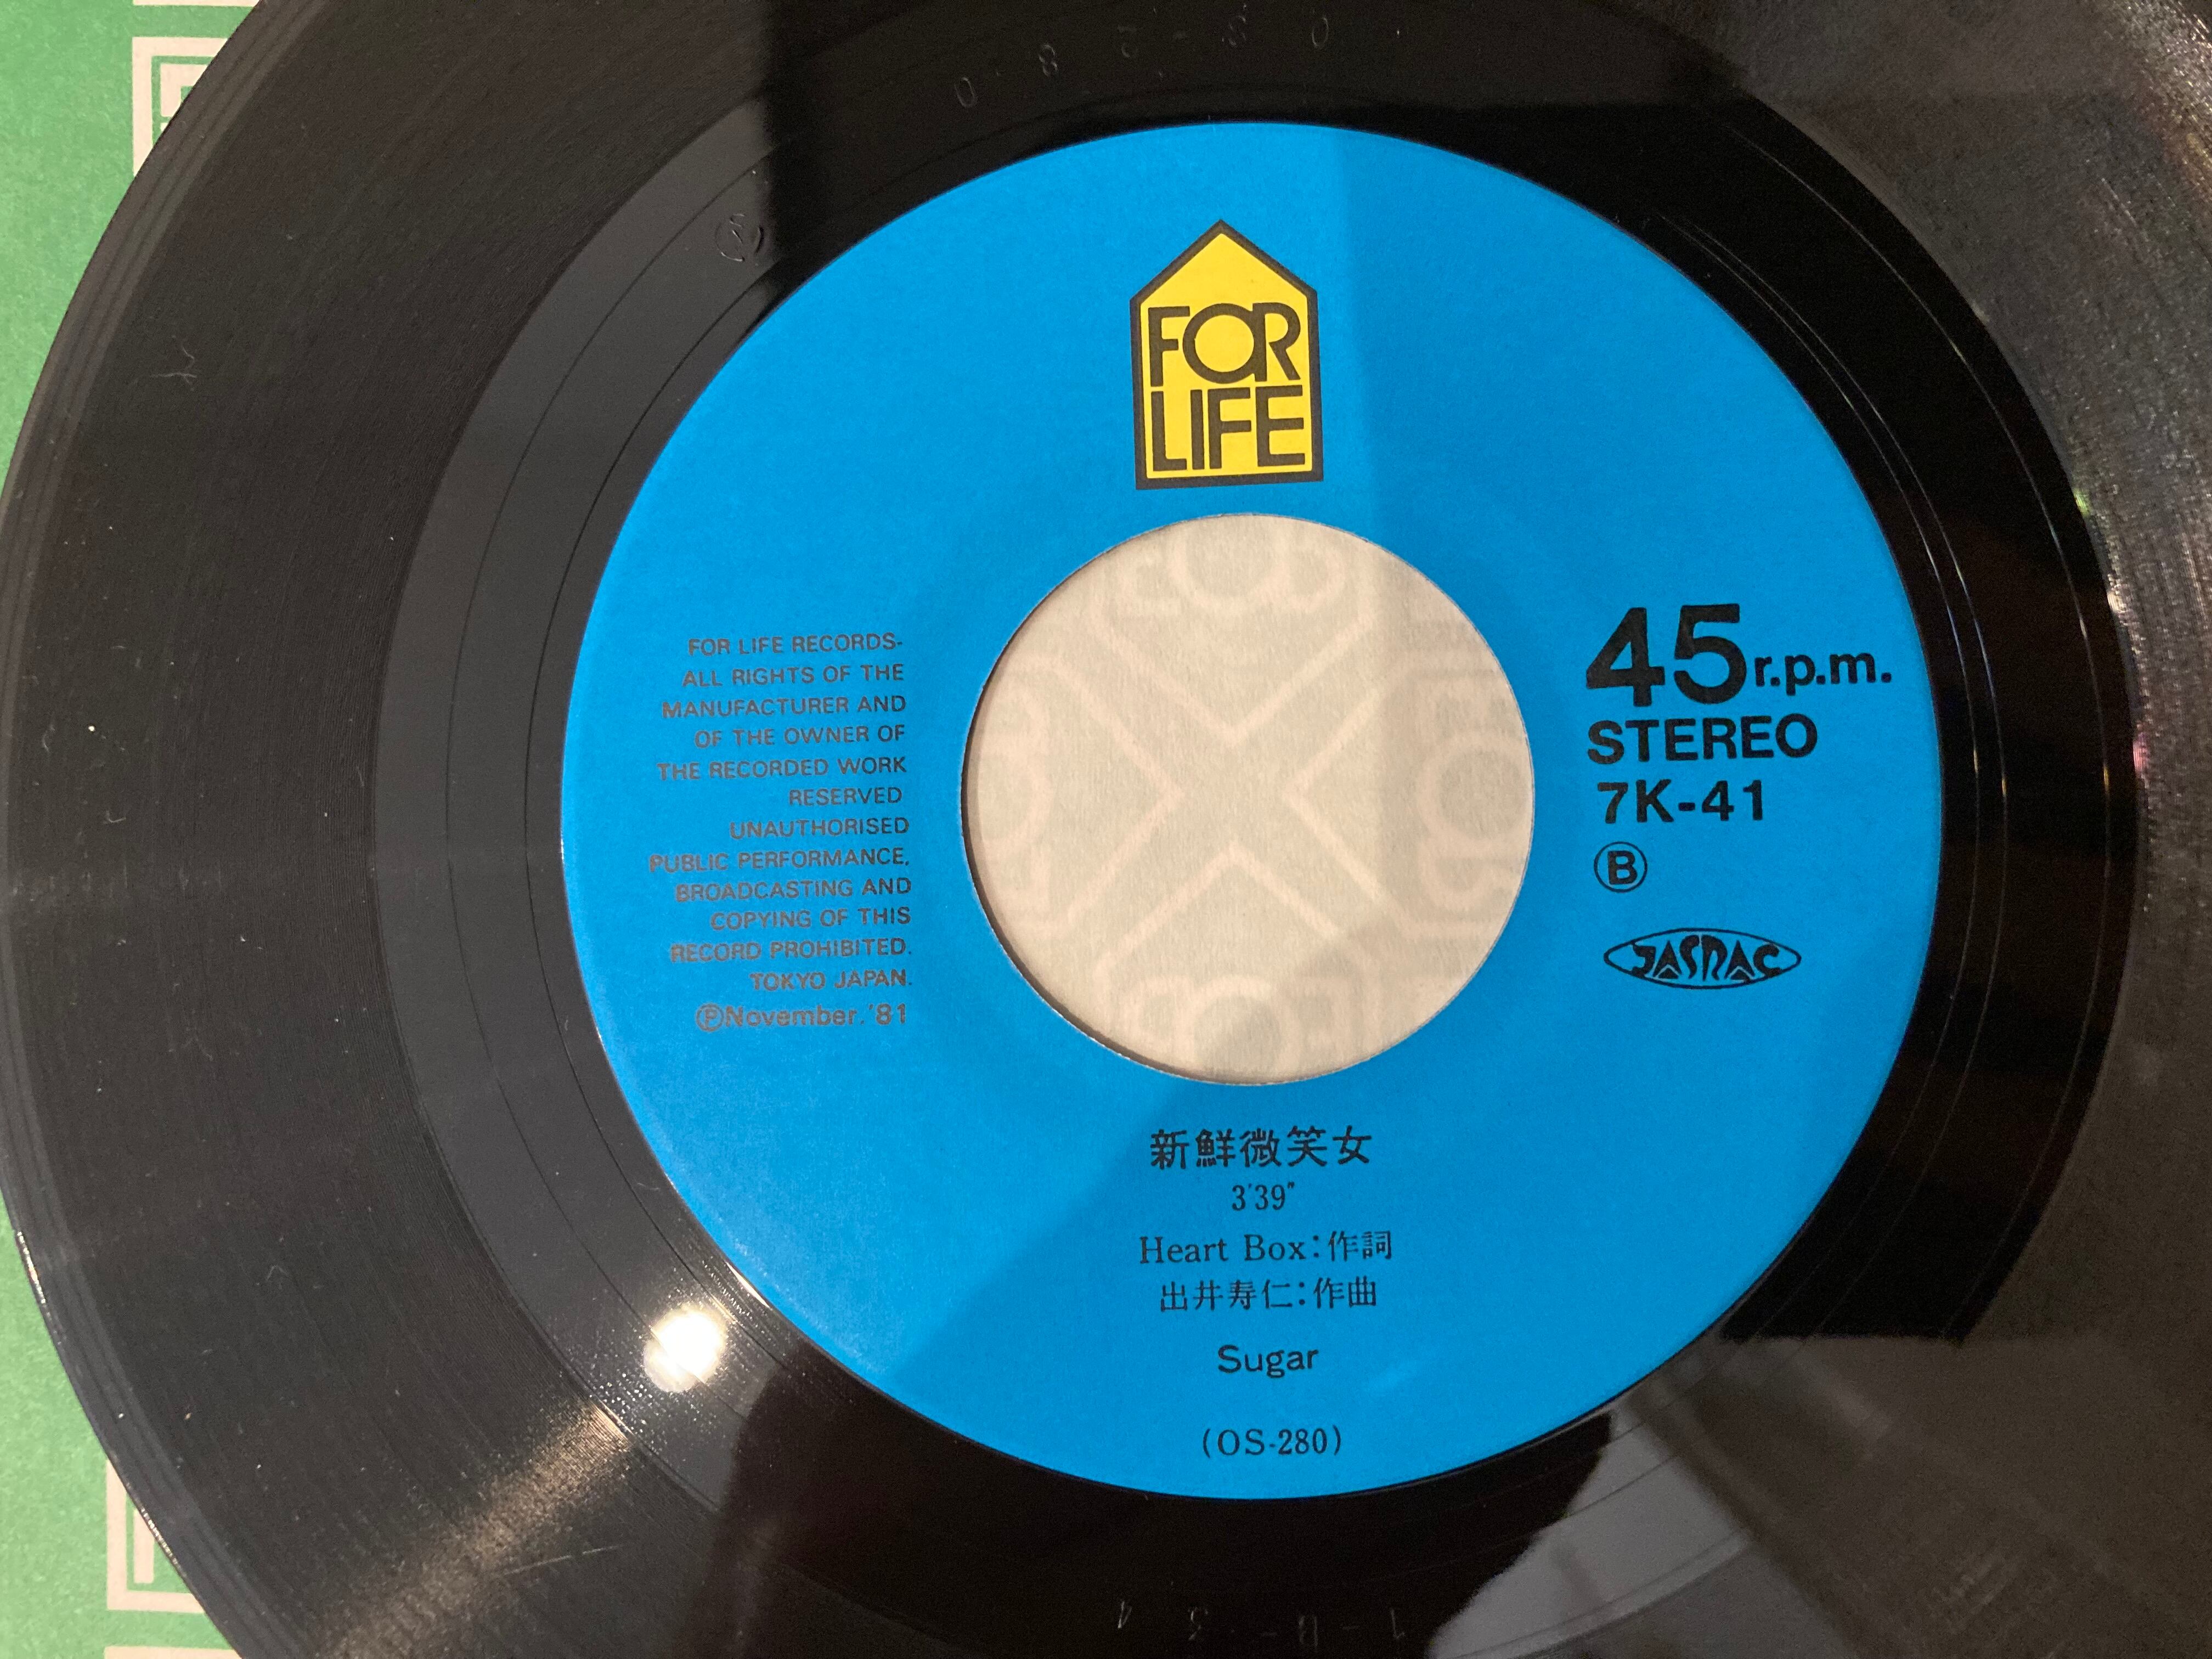 FOR
LIFE
FOR LIFE RECORDS-
ALL RIGHTS OF THE
MANUFACTURER AND
OF THE OWNER OF
THE RECORDED WORK
RESERVED
UNAUTHORISED
PUBLIC PERFORMANCE,
BROADCASTING AND
COPYING OF THIS
RECORD PROHIBITED.
TOKYO JAPAN.
ⓅNovember.'81
45r.p.m.
STEREO
7K-41
Ⓑ
JASRAC
新鮮微笑女
3'39"
Heart Box:作詞
出井寿仁:作曲
Sugar
(OS-280)